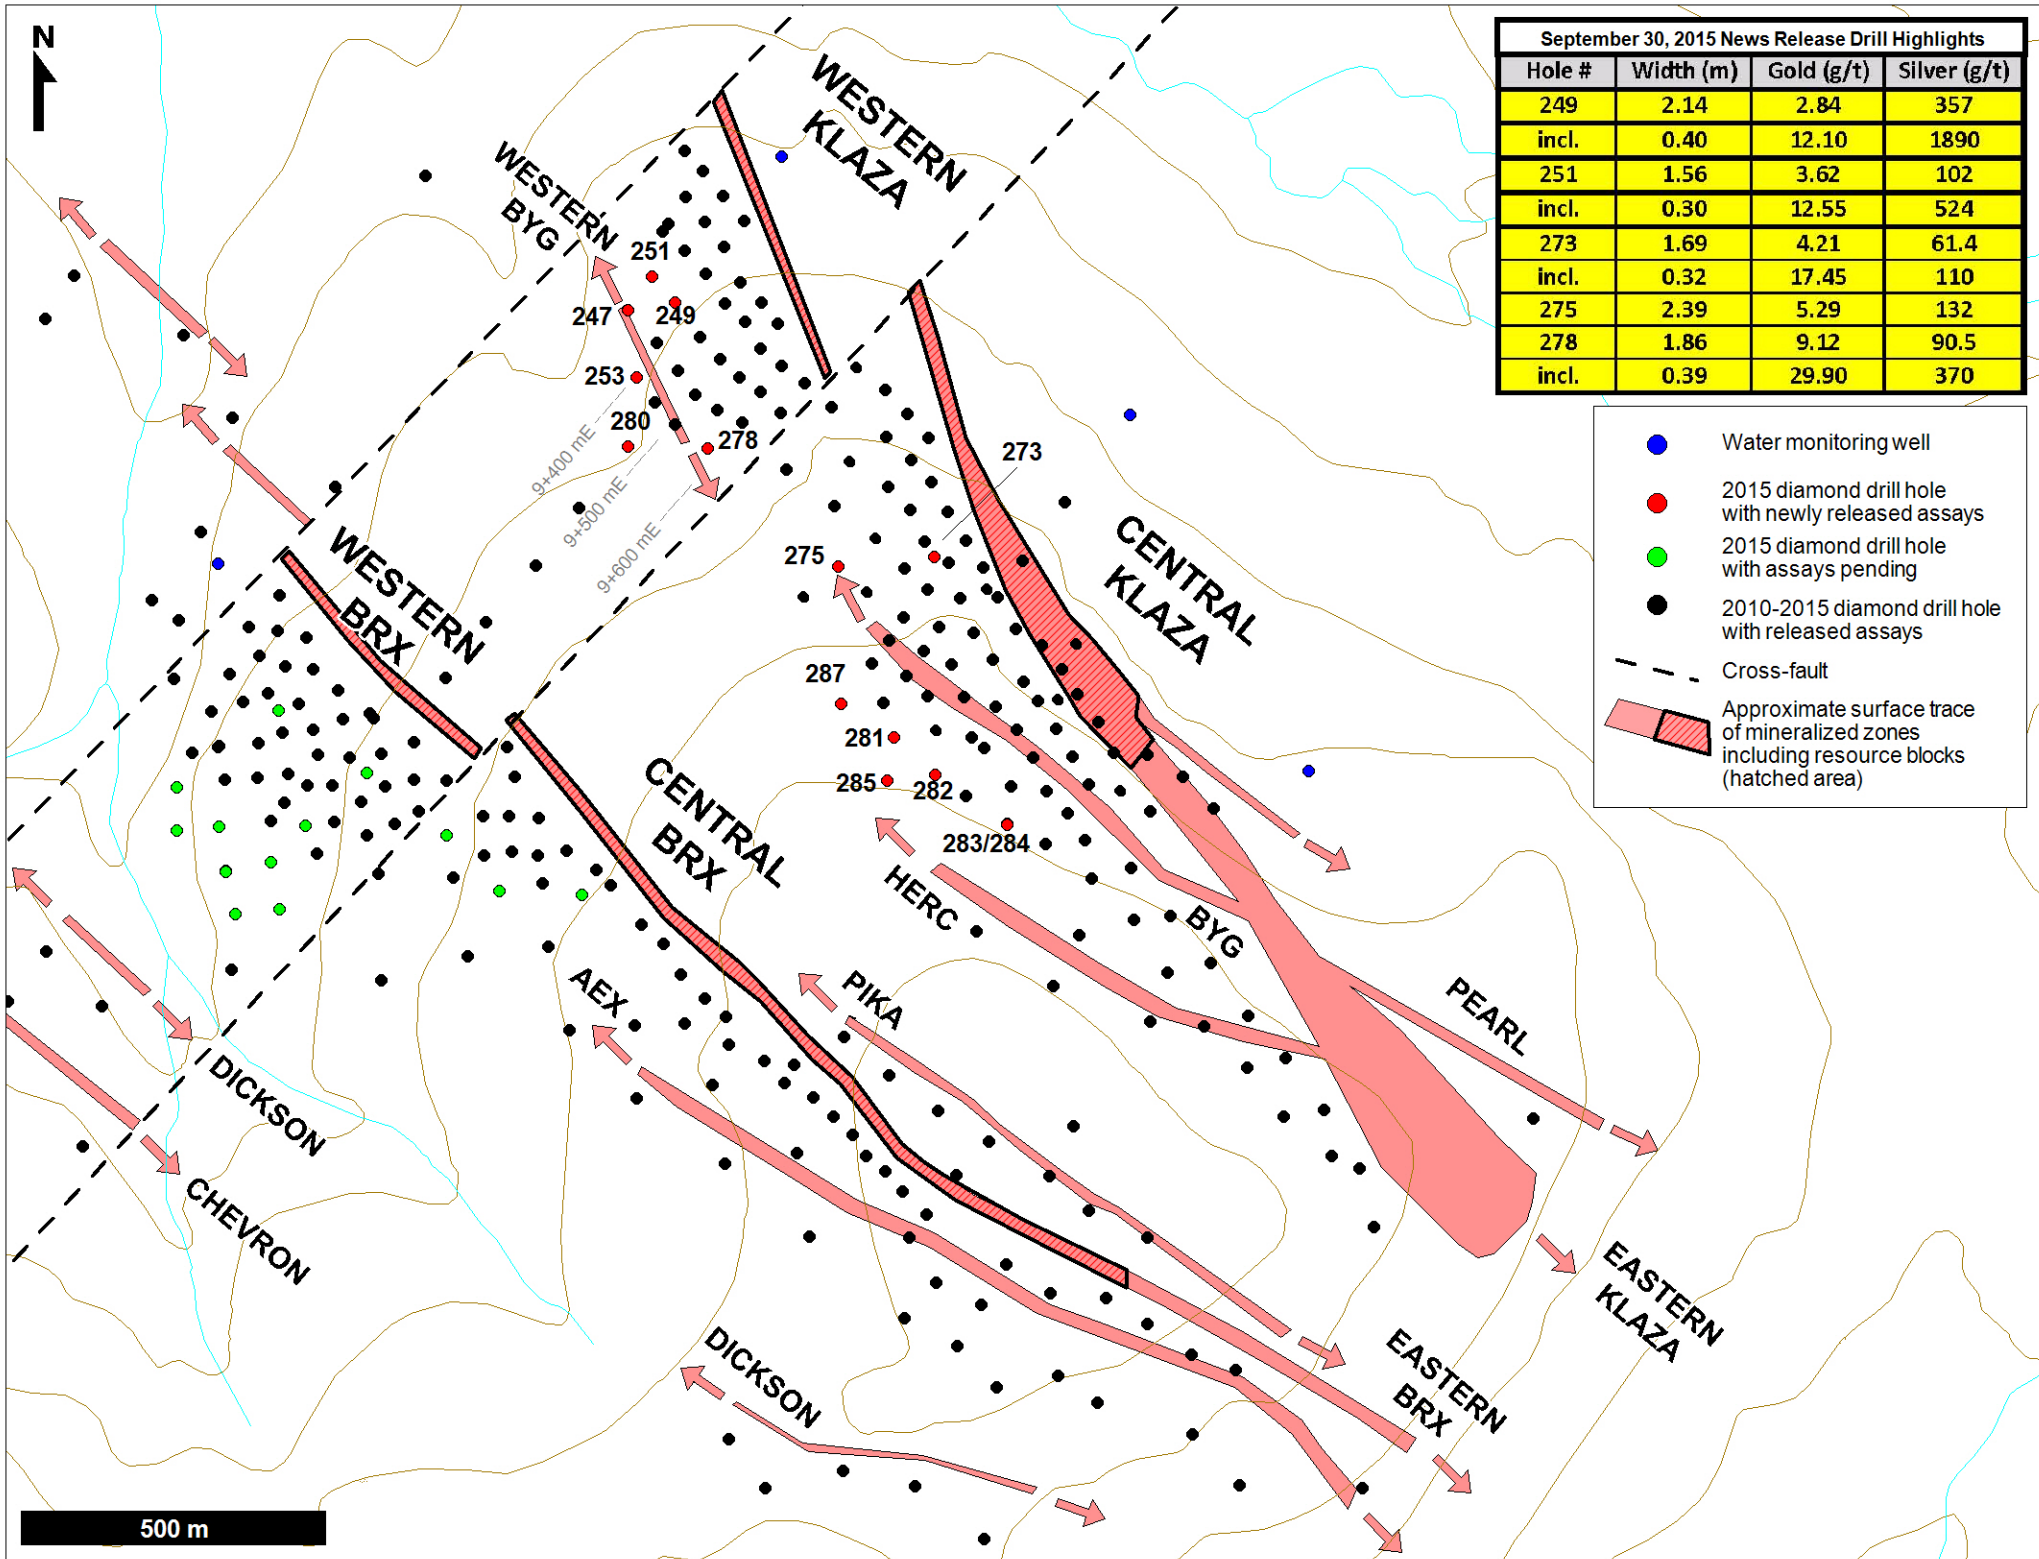 N
September 30, 2015 News Release Drill Highlights
Hole # Width (m) Gold (g/t) Silver (g/t)
249 2.14 2.84 357
incl. 0.40 12.10 1890
251 1.56 3.62 102
incl. 0.30 12.55 524
273 1.69 4.21 61.4
incl. 0.32 17.45 110
275 2.39 5.29 132
278 1.86 9.12 90.5
incl. 0.39 29.90 370
Water monitoring well
2015 diamond drill hole
with newly released assays
2015 diamond drill hole
with assays pending
2010-2015 diamond drill hole
with released assays
Cross-fault
Approximate surface trace
of mineralized zones
including resource blocks
(hatched area)
WESTERN
KLAZA
WESTERN
BYG
251
247
249
253
280
278
9+400 mE
9+500 mE
9+600 mE
273
275
CENTRAL
KLAZA
WESTERN
BRX
287
281
285
282
283/284
CENTRAL
BRX
HERC
BYG
AEX
PIKA
PEARL
DICKSON
CHEVRON
EASTERN
KLAZA
DICKSON
EASTERN
BRX
500 m